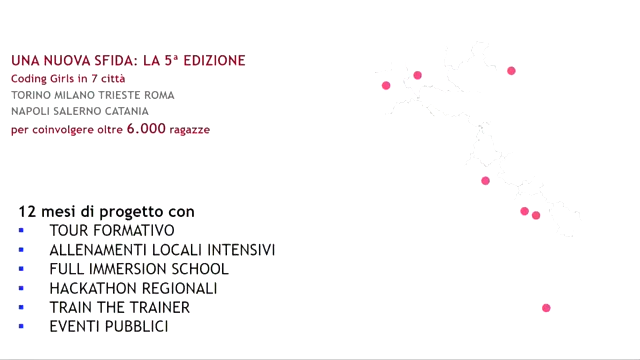 UNA NUOVA SFIDA: LA 5ª EDIZIONE
Coding Girls in 7 città
TORINO MILANO TRIESTE ROMA
NAPOLI SALERNO CATANIA
per coinvolgere oltre 6.000 ragazze
12 mesi di progetto con
▪ TOUR FORMATIVO
▪ ALLENAMENTI LOCALI INTENSIVI
▪ FULL IMMERSION SCHOOL
▪ HACKATHON REGIONALI
▪ TRAIN THE TRAINER
▪ EVENTI PUBBLICI